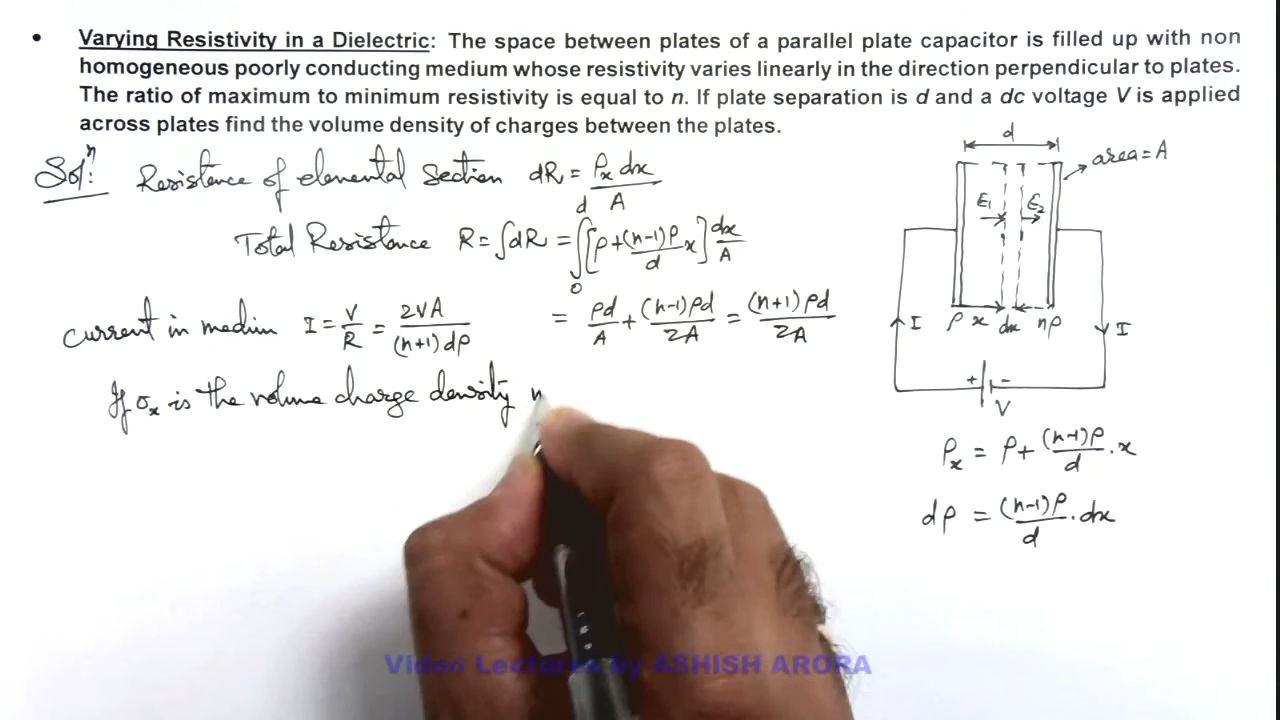 • Varying Resistivity in a Dielectric: The space between plates of a parallel plate capacitor is filled up with non
homogeneous poorly conducting medium whose resistivity varies linearly in the direction perpendicular to plates.
The ratio of maximum to minimum resistivity is equal to n. If plate separation is d and a dc voltage V is applied
across plates find the volume density of charges between the plates.
Solⁿ: Resistance of elemental Section dR = ρₓ dx / A
Total Resistance R = ∫dR = ∫₀ᵈ [ρ + (n-1)ρ/d x] dx/A
= ρd/A + (n-1)ρd/2A = (n+1)ρd/2A
Current in medium I = V/R = 2VA/(n+1)dρ
If σₓ is the volume charge density
d
area = A
E₁ E₂
ρ x dx nρ
I I
+ -
V
ρₓ = ρ + (n-1)ρ/d . x
dρ = (n-1)ρ/d . dx
Video Lectures by ASHISH ARORA